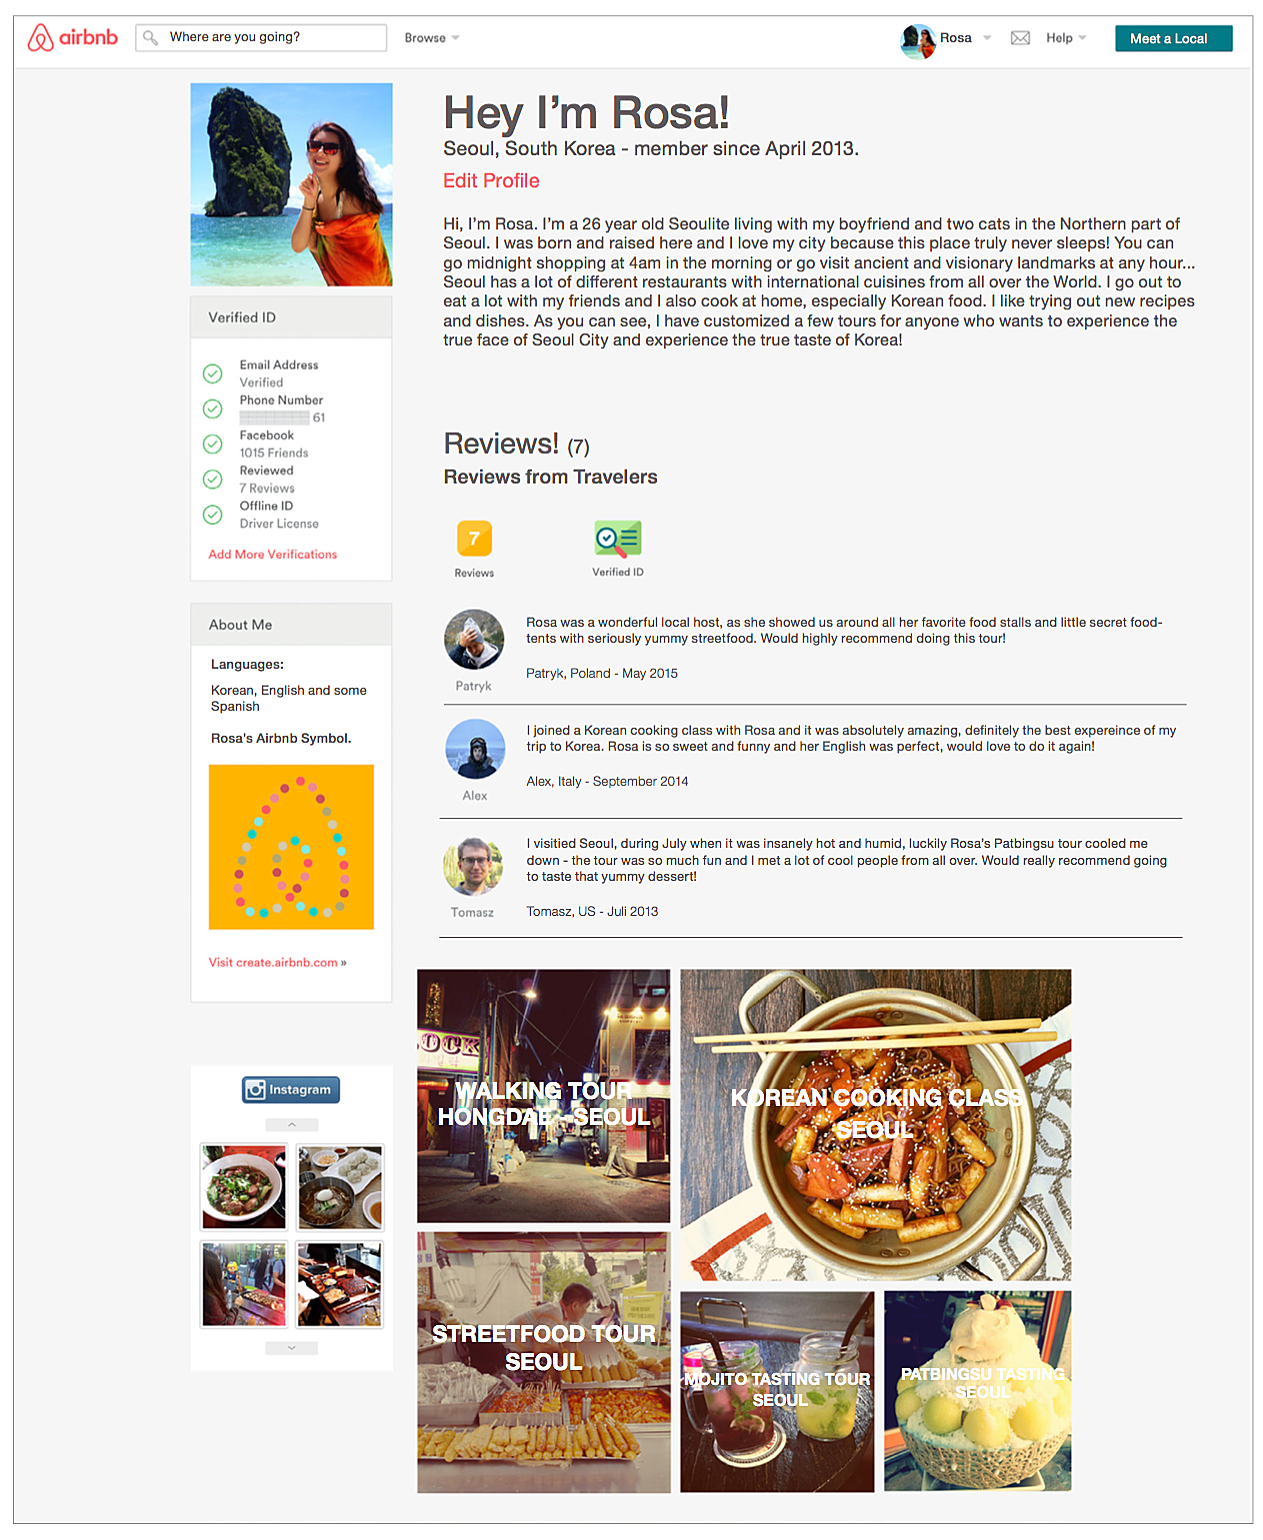 airbnb
Where are you going?
Browse
Rosa
Help
Meet a Local
Hey I'm Rosa!
Seoul, South Korea - member since April 2013.
Edit Profile
Hi, I'm Rosa. I'm a 26 year old Seoulite living with my boyfriend and two cats in the Northern part of
Seoul. I was born and raised here and I love my city because this place truly never sleeps! You can
go midnight shopping at 4am in the morning or go visit ancient and visionary landmarks at any hour...
Seoul has a lot of different restaurants with international cuisines from all over the World. I go out to
eat a lot with my friends and I also cook at home, especially Korean food. I like trying out new recipes
and dishes. As you can see, I have customized a few tours for anyone who wants to experience the
true face of Seoul City and experience the true taste of Korea!
Verified ID
Email Address
Verified
Phone Number
61
Facebook
1015 Friends
Reviewed
7 Reviews
Offline ID
Driver License
Add More Verifications
About Me
Languages:
Korean, English and some
Spanish
Rosa's Airbnb Symbol.
Visit create.airbnb.com »
Instagram
Reviews! (7)
Reviews from Travelers
7
Reviews
Verified ID
Rosa was a wonderful local host, as she showed us around all her favorite food stalls and little secret food-
tents with seriously yummy streetfood. Would highly recommend doing this tour!
Patryk, Poland - May 2015
Patryk
I joined a Korean cooking class with Rosa and it was absolutely amazing, definitely the best expereince of my
trip to Korea. Rosa is so sweet and funny and her English was perfect, would love to do it again!
Alex, Italy - September 2014
Alex
I visitied Seoul, during July when it was insanely hot and humid, luckily Rosa's Patbingsu tour cooled me
down - the tour was so much fun and I met a lot of cool people from all over. Would really recommend going
to taste that yummy dessert!
Tomasz, US - Juli 2013
Tomasz
OCK
WALKING TOUR
HONGDAE - SEOUL
KOREAN COOKING CLASS
SEOUL
STREETFOOD TOUR
SEOUL
MOJITO TASTING TOUR
SEOUL
PATBINGSU TASTING
SEOUL